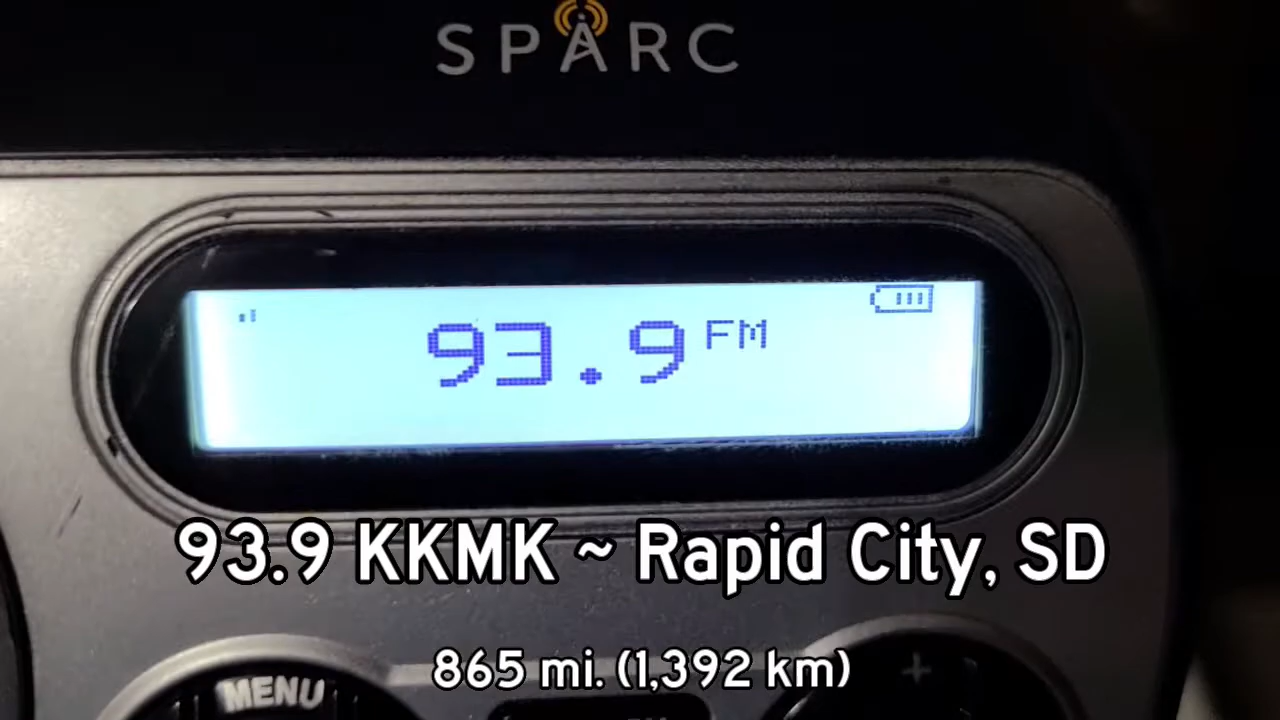 SPARC
93.9 FM
93.9 KKMK ~ Rapid City, SD
865 mi. (1,392 km)
MENU
+